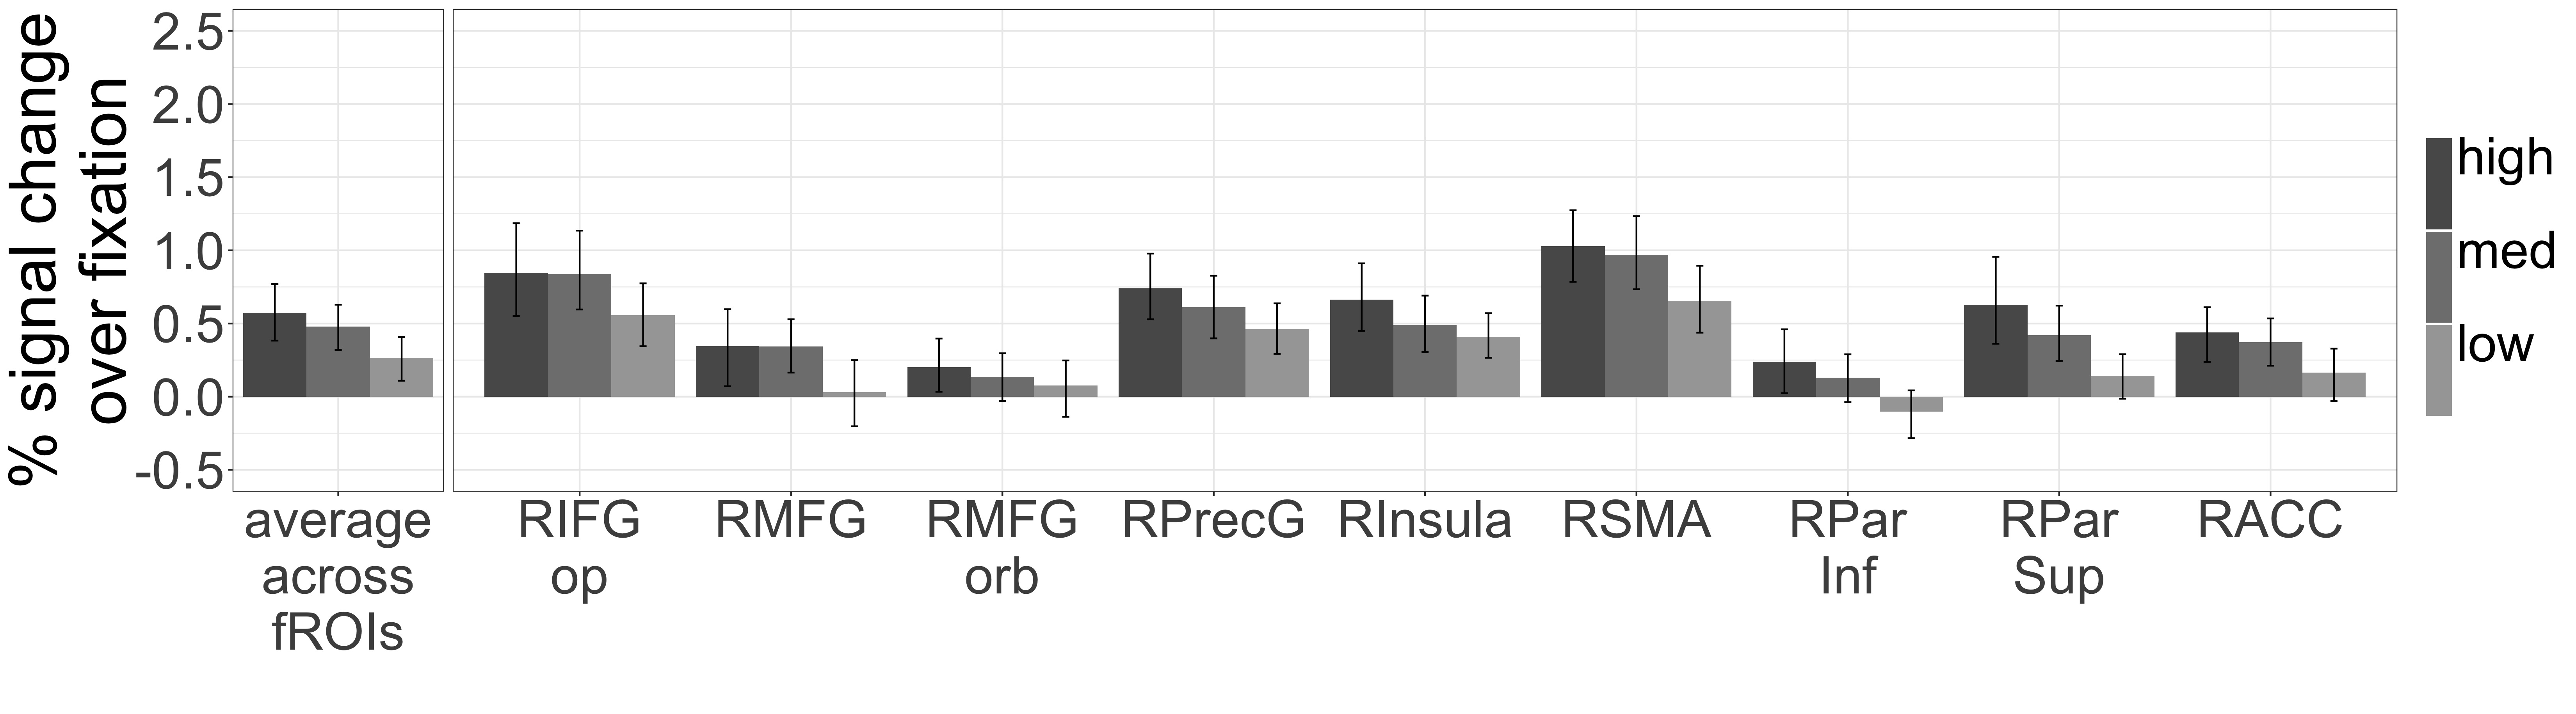 % signal change
over fixation
2.5
2.0
1.5
1.0
0.5
0.0
-0.5
average
across
fROIs
RIFG
op
RMFG
RMFG
orb
RPrecG
RInsula
RSMA
RPar
Inf
RPar
Sup
RACC
high
med
low